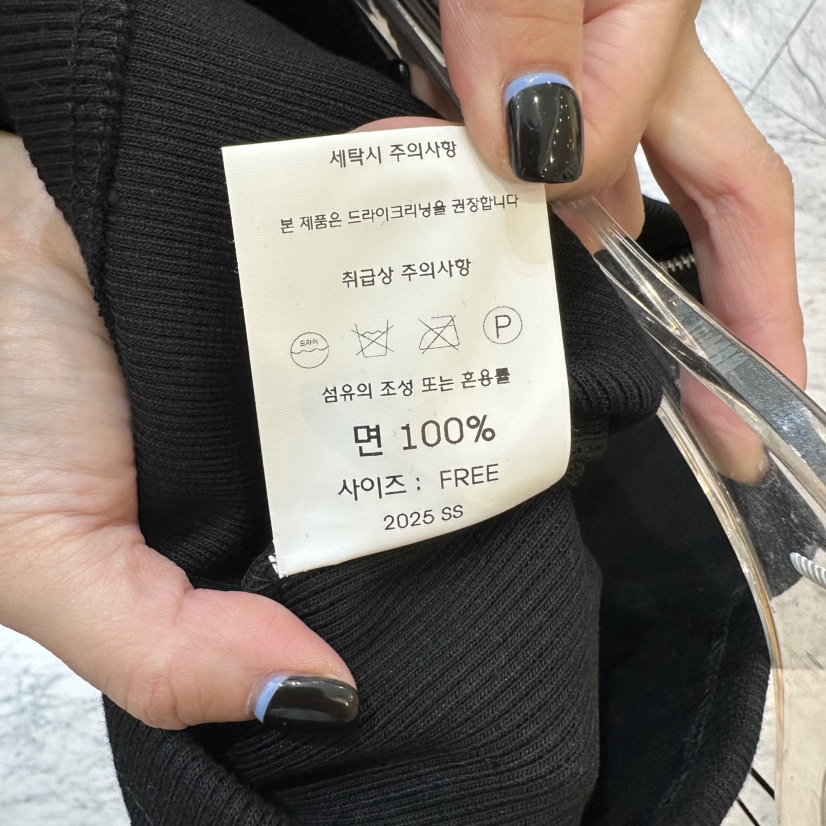 세탁시 주의사항
본 제품은 드라이크리닝을 권장합니다
취급상 주의사항
드라이 P
섬유의 조성 또는 혼용률
면 100%
사이즈 : FREE
2025 SS